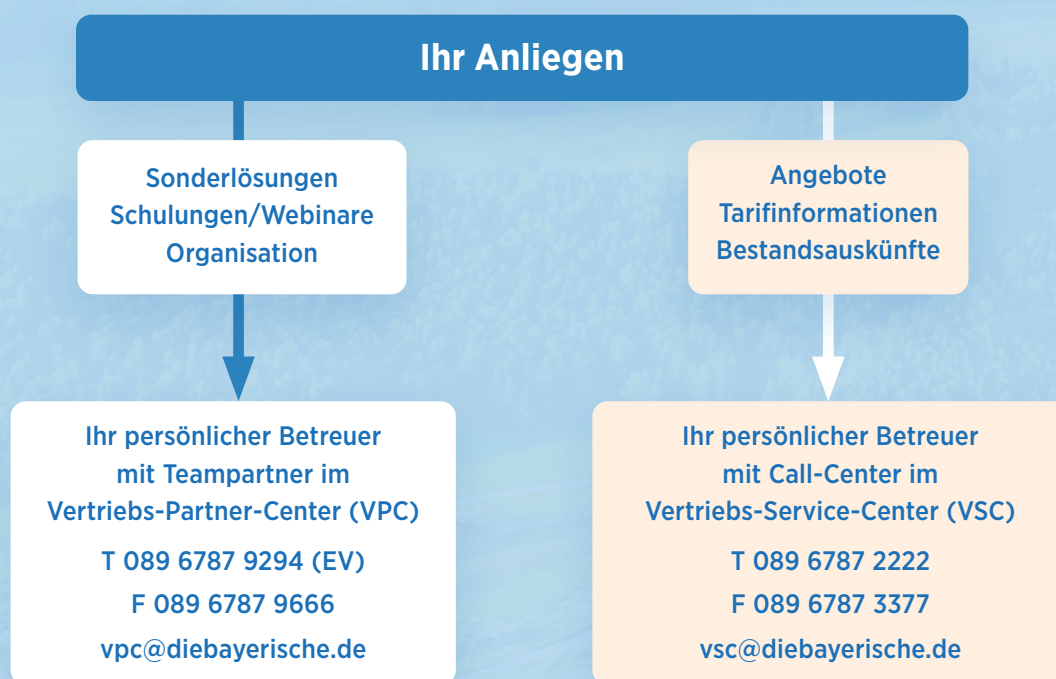 Ihr Anliegen
Sonderlösungen
Schulungen/Webinare
Organisation
Angebote
Tarifinformationen
Bestandsauskünfte
Ihr persönlicher Betreuer
mit Teampartner im
Vertriebs-Partner-Center (VPC)
T 089 6787 9294 (EV)
F 089 6787 9666
vpc@diebayerische.de
Ihr persönlicher Betreuer
mit Call-Center im
Vertriebs-Service-Center (VSC)
T 089 6787 2222
F 089 6787 3377
vsc@diebayerische.de